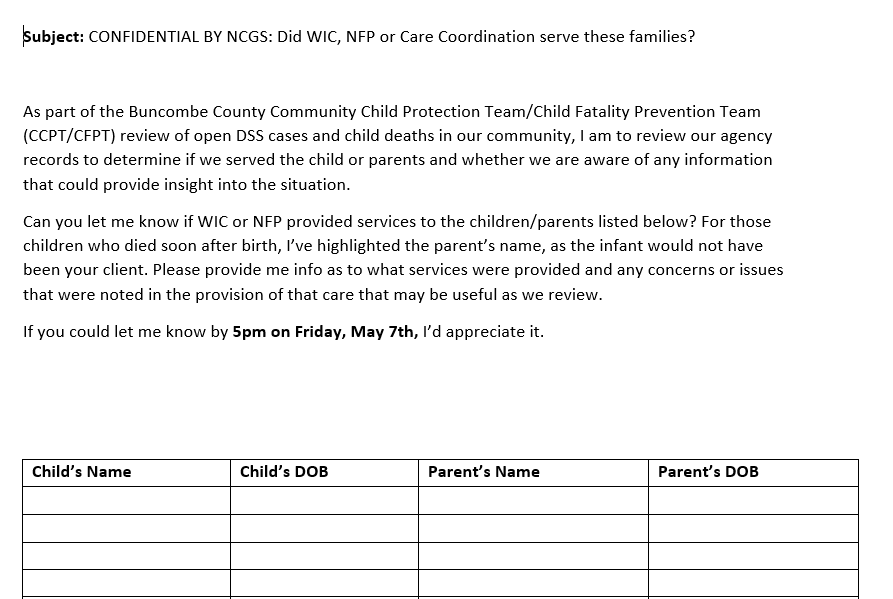 Subject: CONFIDENTIAL BY NCGS: Did WIC, NFP or Care Coordination serve these families?
As part of the Buncombe County Community Child Protection Team/Child Fatality Prevention Team
(CCPT/CFPT) review of open DSS cases and child deaths in our community, I am to review our agency
records to determine if we served the child or parents and whether we are aware of any information
that could provide insight into the situation.
Can you let me know if WIC or NFP provided services to the children/parents listed below? For those
children who died soon after birth, I’ve highlighted the parent’s name, as the infant would not have
been your client. Please provide me info as to what services were provided and any concerns or issues
that were noted in the provision of that care that may be useful as we review.
If you could let me know by 5pm on Friday, May 7th, I’d appreciate it.
Child’s Name Child’s DOB Parent’s Name Parent’s DOB